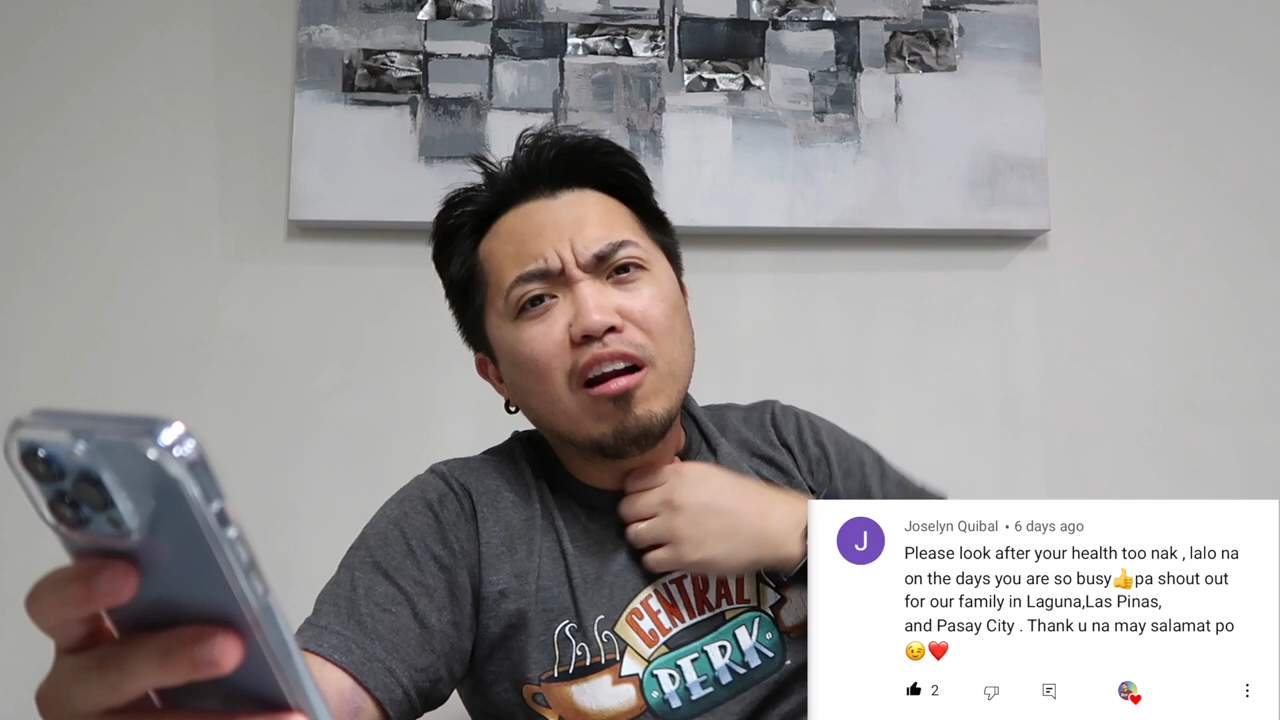 CENTRAL
PERK
J
Joselyn Quibal • 6 days ago
Please look after your health too nak , lalo na
on the days you are so busy👍pa shout out
for our family in Laguna,Las Pinas,
and Pasay City . Thank u na may salamat po
😉❤️
2